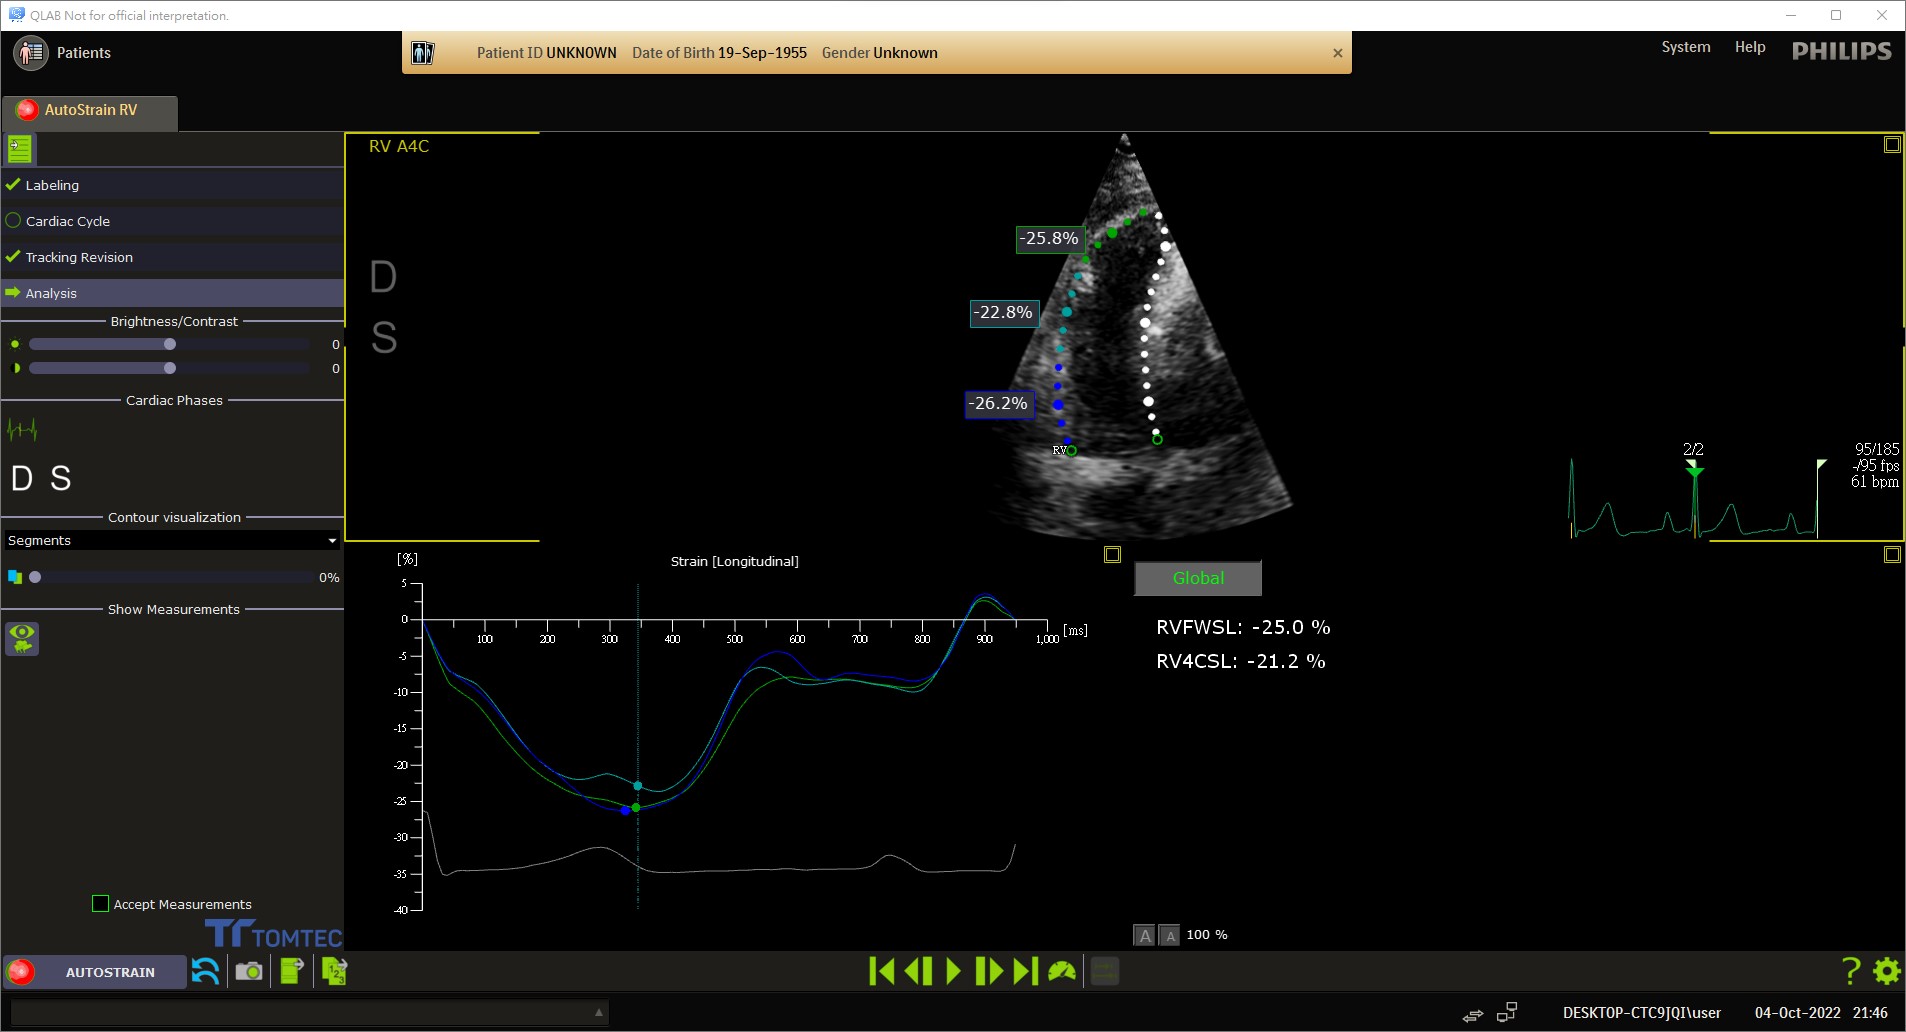 QLAB Not for official interpretation.
Patients
Patient ID UNKNOWN Date of Birth 19-Sep-1955 Gender Unknown
System Help PHILIPS
AutoStrain RV
Labeling
Cardiac Cycle
Tracking Revision
Analysis
Brightness/Contrast
0
0
Cardiac Phases
D S
Contour visualization
Segments
0%
Show Measurements
Accept Measurements
TOMTEC
RV A4C
D
S
-25.8%
-22.8%
-26.2%
RV
2/2
95/185
-/95 fps
61 bpm
[%]
Strain [Longitudinal]
5
0
-5
-10
-15
-20
-25
-30
-35
-40
100 200 300 400 500 600 700 800 900 1,000 [ms]
Global
RVFWSL: -25.0 %
RV4CSL: -21.2 %
A A 100 %
AUTOSTRAIN
1 2 3
?
DESKTOP-CTC9JQI\user 04-Oct-2022 21:46